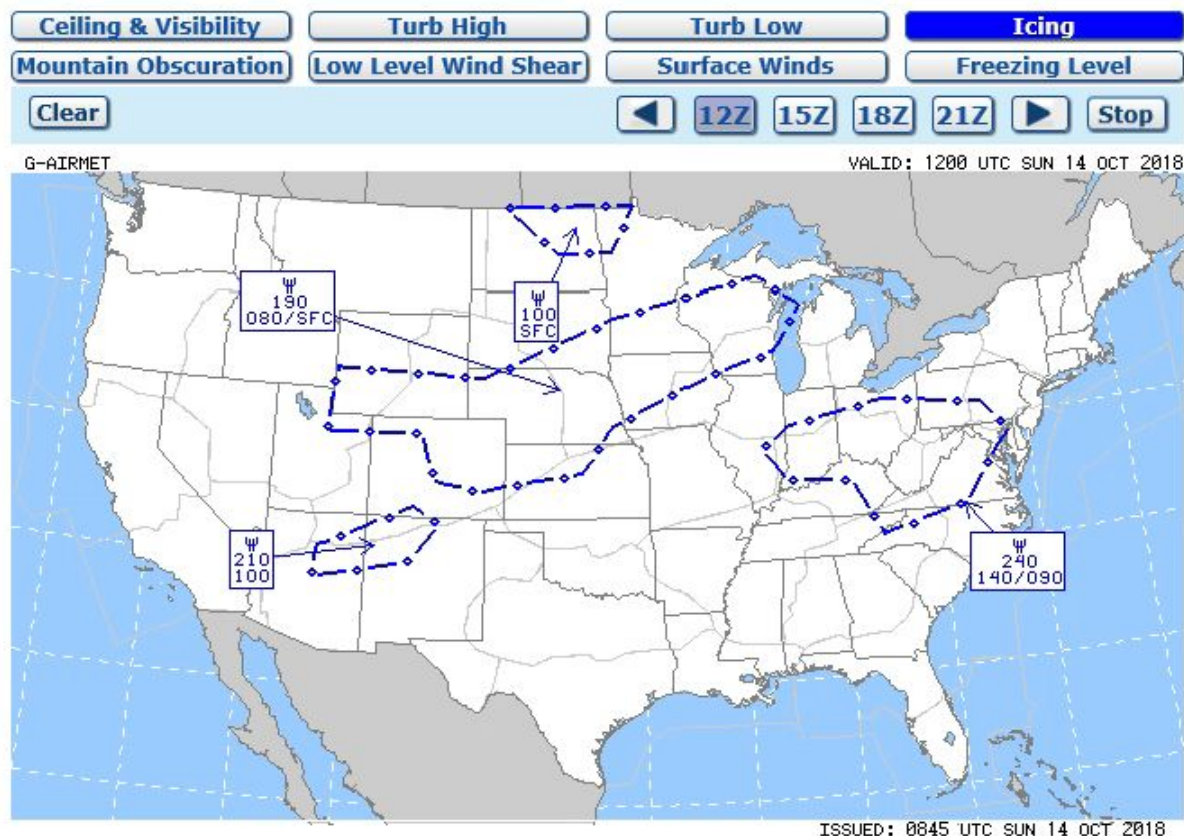 Ceiling & Visibility Turb High Turb Low Icing
Mountain Obscuration Low Level Wind Shear Surface Winds Freezing Level
Clear 12Z 15Z 18Z 21Z Stop
G-AIRMET VALID: 1200 UTC SUN 14 OCT 2018
190
080/SFC
100
SFC
210
100
240
140/090
ISSUED: 0845 UTC SUN 14 OCT 2018